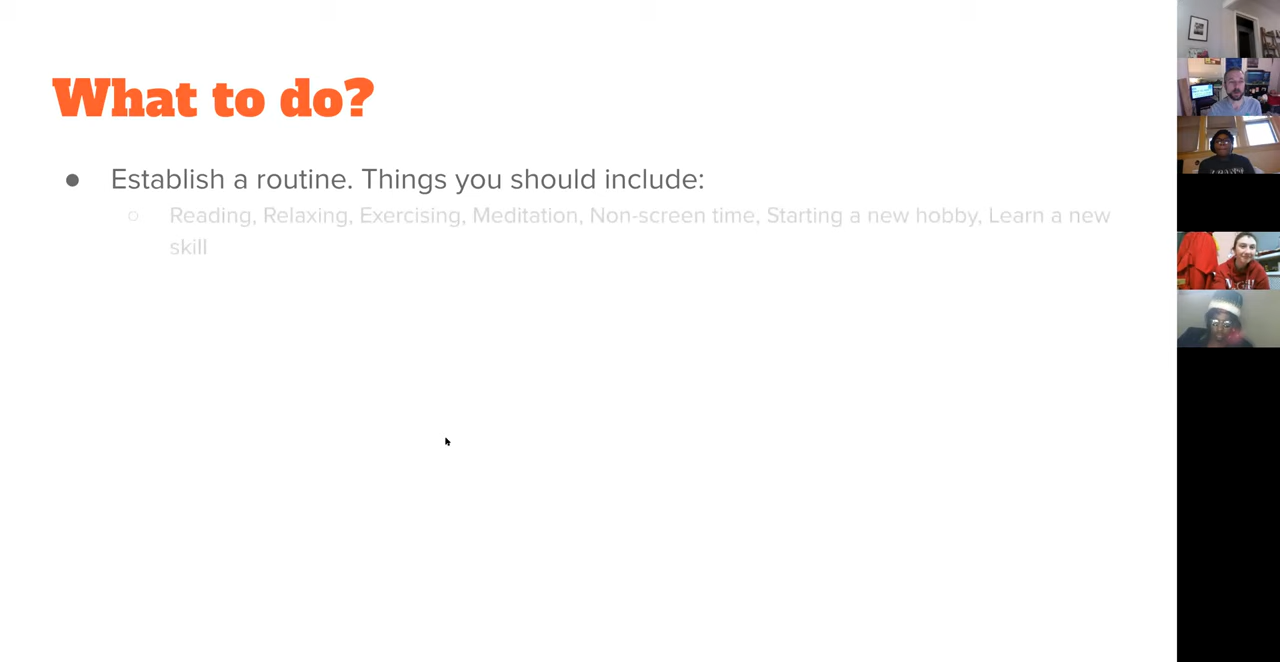 What to do?
● Establish a routine. Things you should include:
○ Reading, Relaxing, Exercising, Meditation, Non-screen time, Starting a new hobby, Learn a new
skill